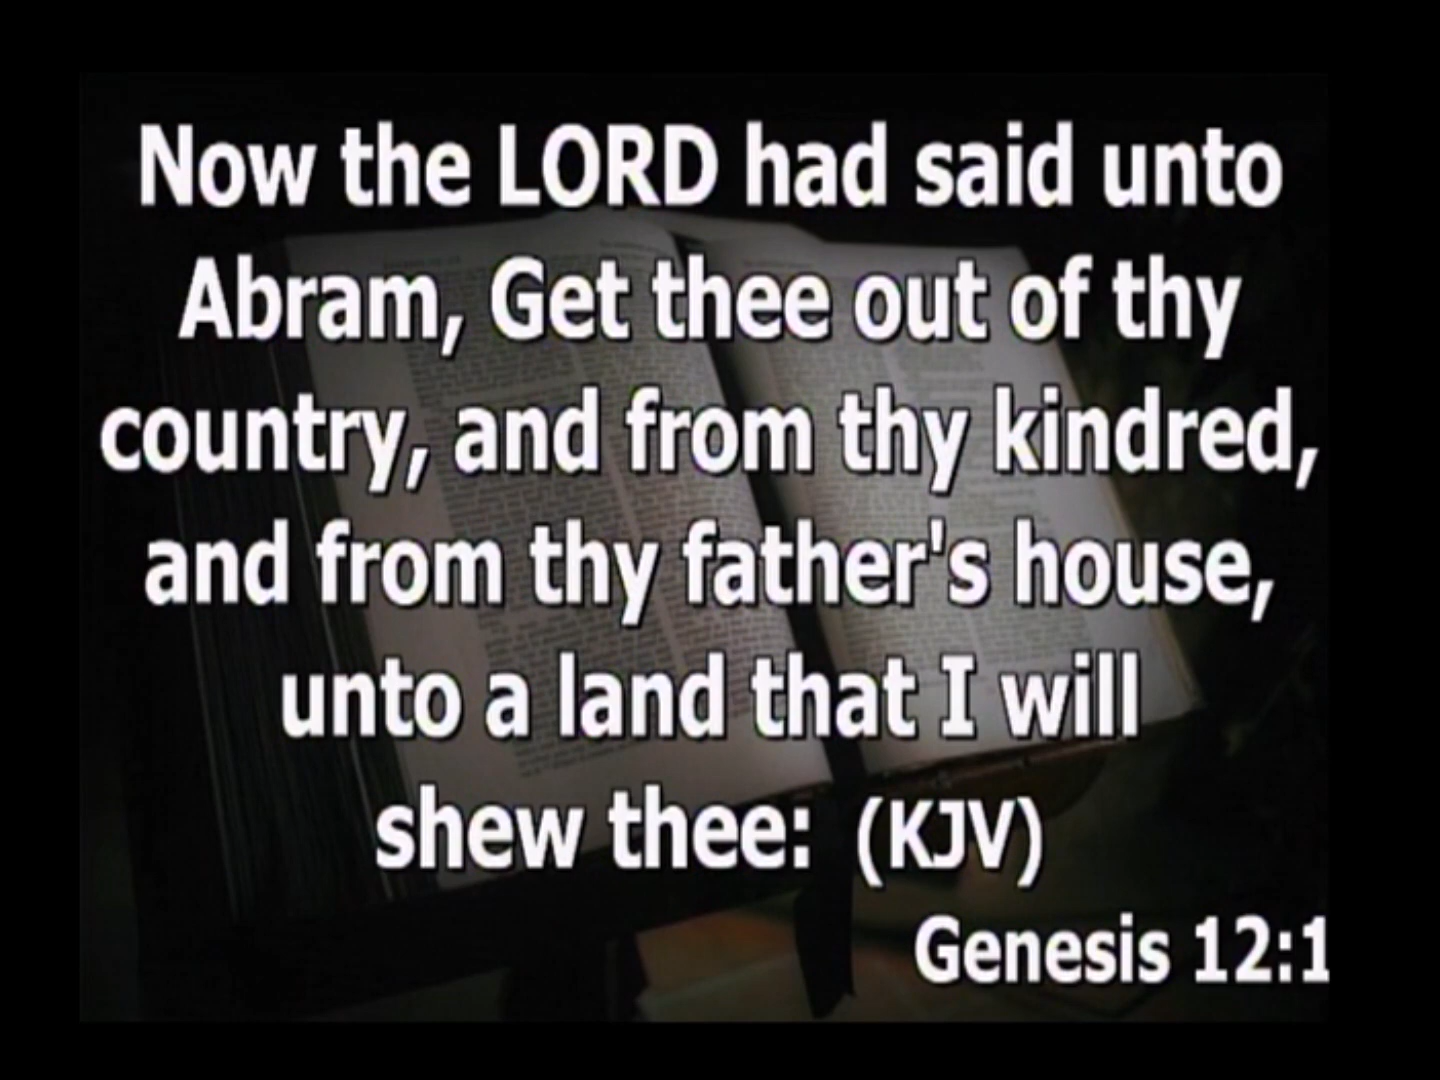 Now the LORD had said unto
Abram, Get thee out of thy
country, and from thy kindred,
and from thy father's house,
unto a land that I will
shew thee: (KJV)
Genesis 12:1